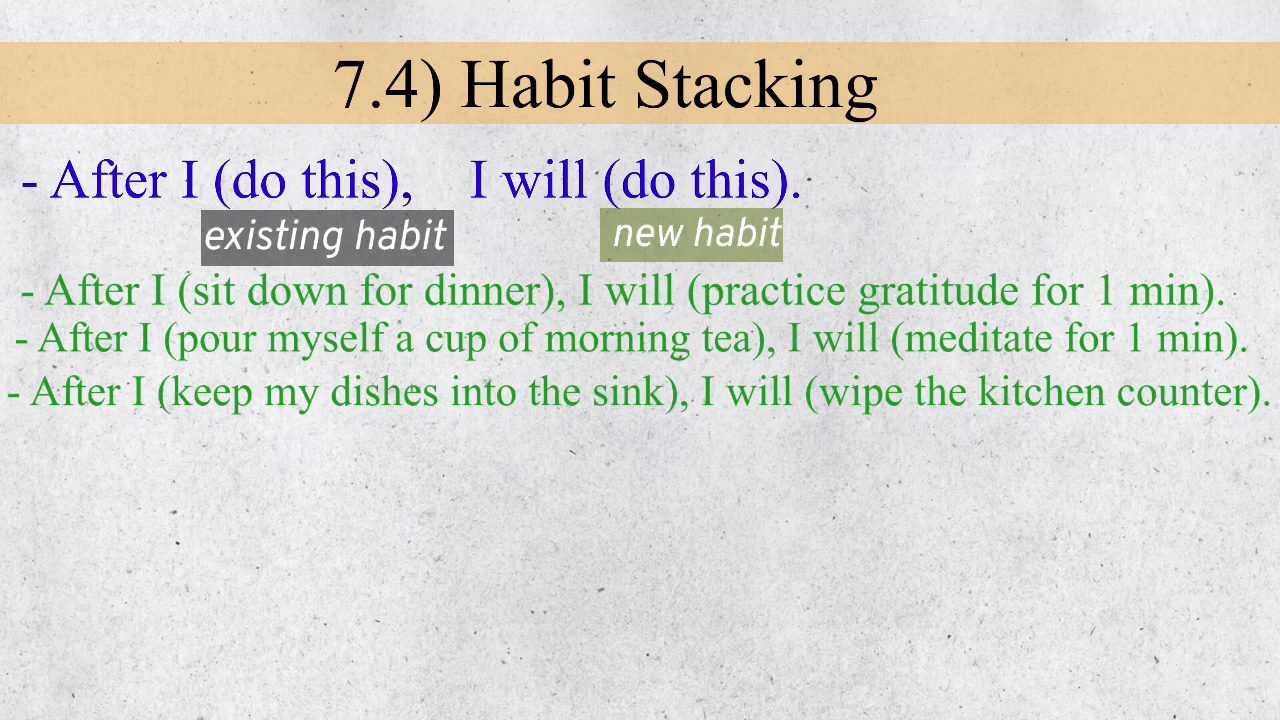 7.4) Habit Stacking
- After I (do this), I will (do this).
existing habit new habit
- After I (sit down for dinner), I will (practice gratitude for 1 min).
- After I (pour myself a cup of morning tea), I will (meditate for 1 min).
- After I (keep my dishes into the sink), I will (wipe the kitchen counter).